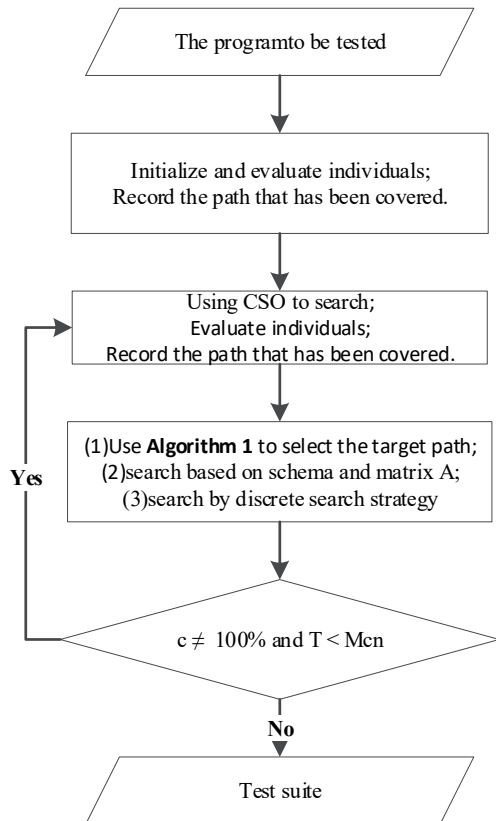 The programto be tested
Initialize and evaluate individuals;
Record the path that has been covered.
Using CSO to search;
Evaluate individuals;
Record the path that has been covered.
(1)Use Algorithm 1 to select the target path;
(2)search based on schema and matrix A;
(3)search by discrete search strategy
Yes
c ≠ 100% and T < Mcn
No
Test suite